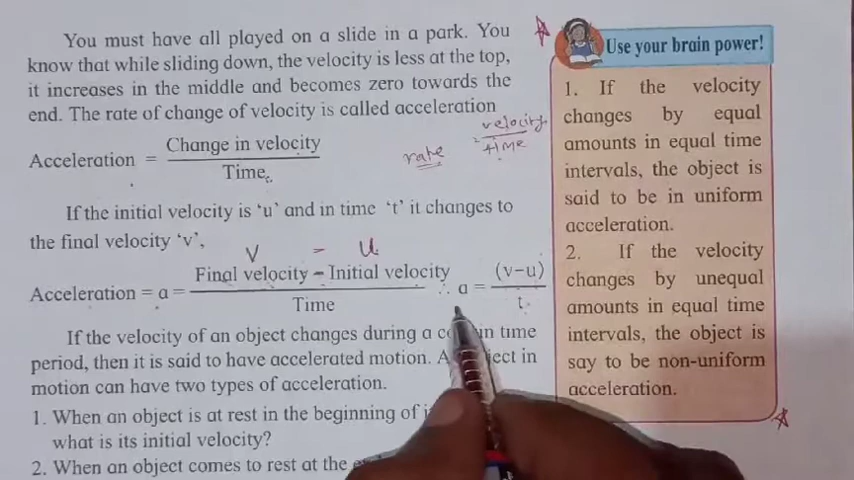 You must have all played on a slide in a park. You
know that while sliding down, the velocity is less at the top,
it increases in the middle and becomes zero towards the
end. The rate of change of velocity is called acceleration
Acceleration = Change in velocity
Time
rate
velocity
time
If the initial velocity is 'u' and in time 't' it changes to
the final velocity 'v',
V - u
Acceleration = a = Final velocity – Initial velocity
Time
∴ a = (v-u)
t
If the velocity of an object changes during a in time
period, then it is said to have accelerated motion. in
motion can have two types of acceleration.
1. When an object is at rest in the beginning of
what is its initial velocity?
2. When an object comes to rest at the
Use your brain power!
1. If the velocity
changes by equal
amounts in equal time
intervals, the object is
said to be in uniform
acceleration.
2. If the velocity
changes by unequal
amounts in equal time
intervals, the object is
say to be non-uniform
acceleration.